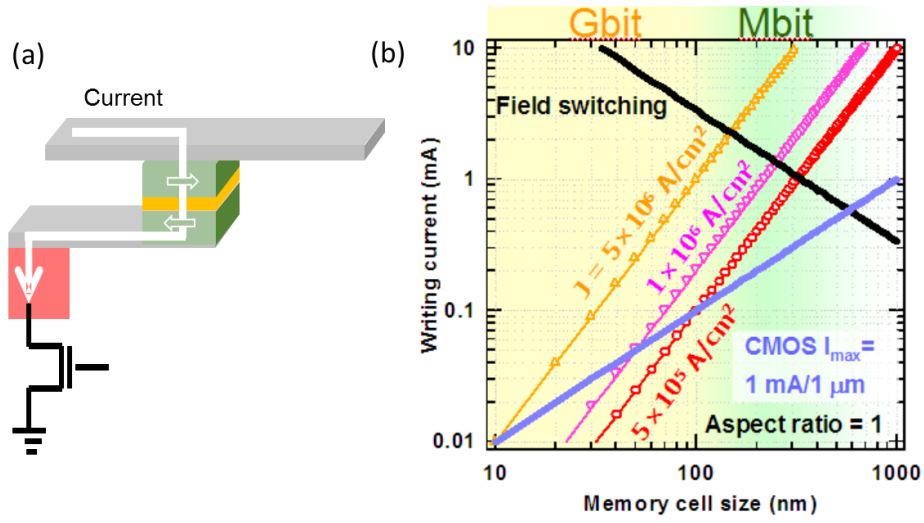 (a)
Current
(b)
Gbit
Mbit
Writing current (mA)
10
1
0.1
0.01
Field switching
J = 5 × 10⁶ A/cm²
1 × 10⁶ A/cm²
5 × 10⁵ A/cm²
CMOS Imax=
1 mA/1 μm
Aspect ratio = 1
10
100
1000
Memory cell size (nm)